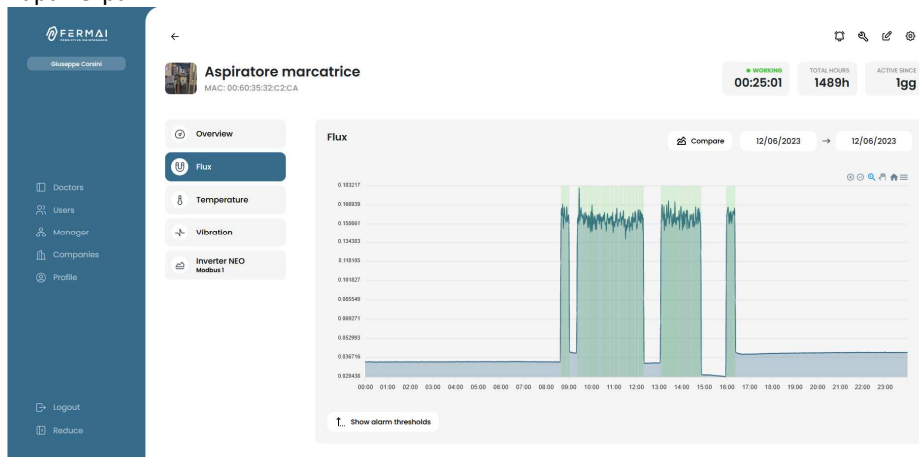 FERMAI
PREDICTIVE MAINTENANCE
Giuseppe Corsini
Doctors
Users
Manager
Companies
Profile
Logout
Reduce
←
Aspiratore marcatrice
MAC: 00:60:35:32:C2:CA
WORKING
00:25:01
TOTAL HOURS
1489h
ACTIVE SINCE
1gg
Overview
Flux
Temperature
Vibration
Inverter NEO
Modbus 1
Flux
Compare
12/06/2023 → 12/06/2023
0.183217
0.166939
0.150661
0.134383
0.118105
0.101827
0.085549
0.069271
0.052993
0.036716
0.020438
00:00 01:00 02:00 03:00 04:00 05:00 06:00 07:00 08:00 09:00 10:00 11:00 12:00 13:00 14:00 15:00 16:00 17:00 18:00 19:00 20:00 21:00 22:00 23:00
Show alarm thresholds